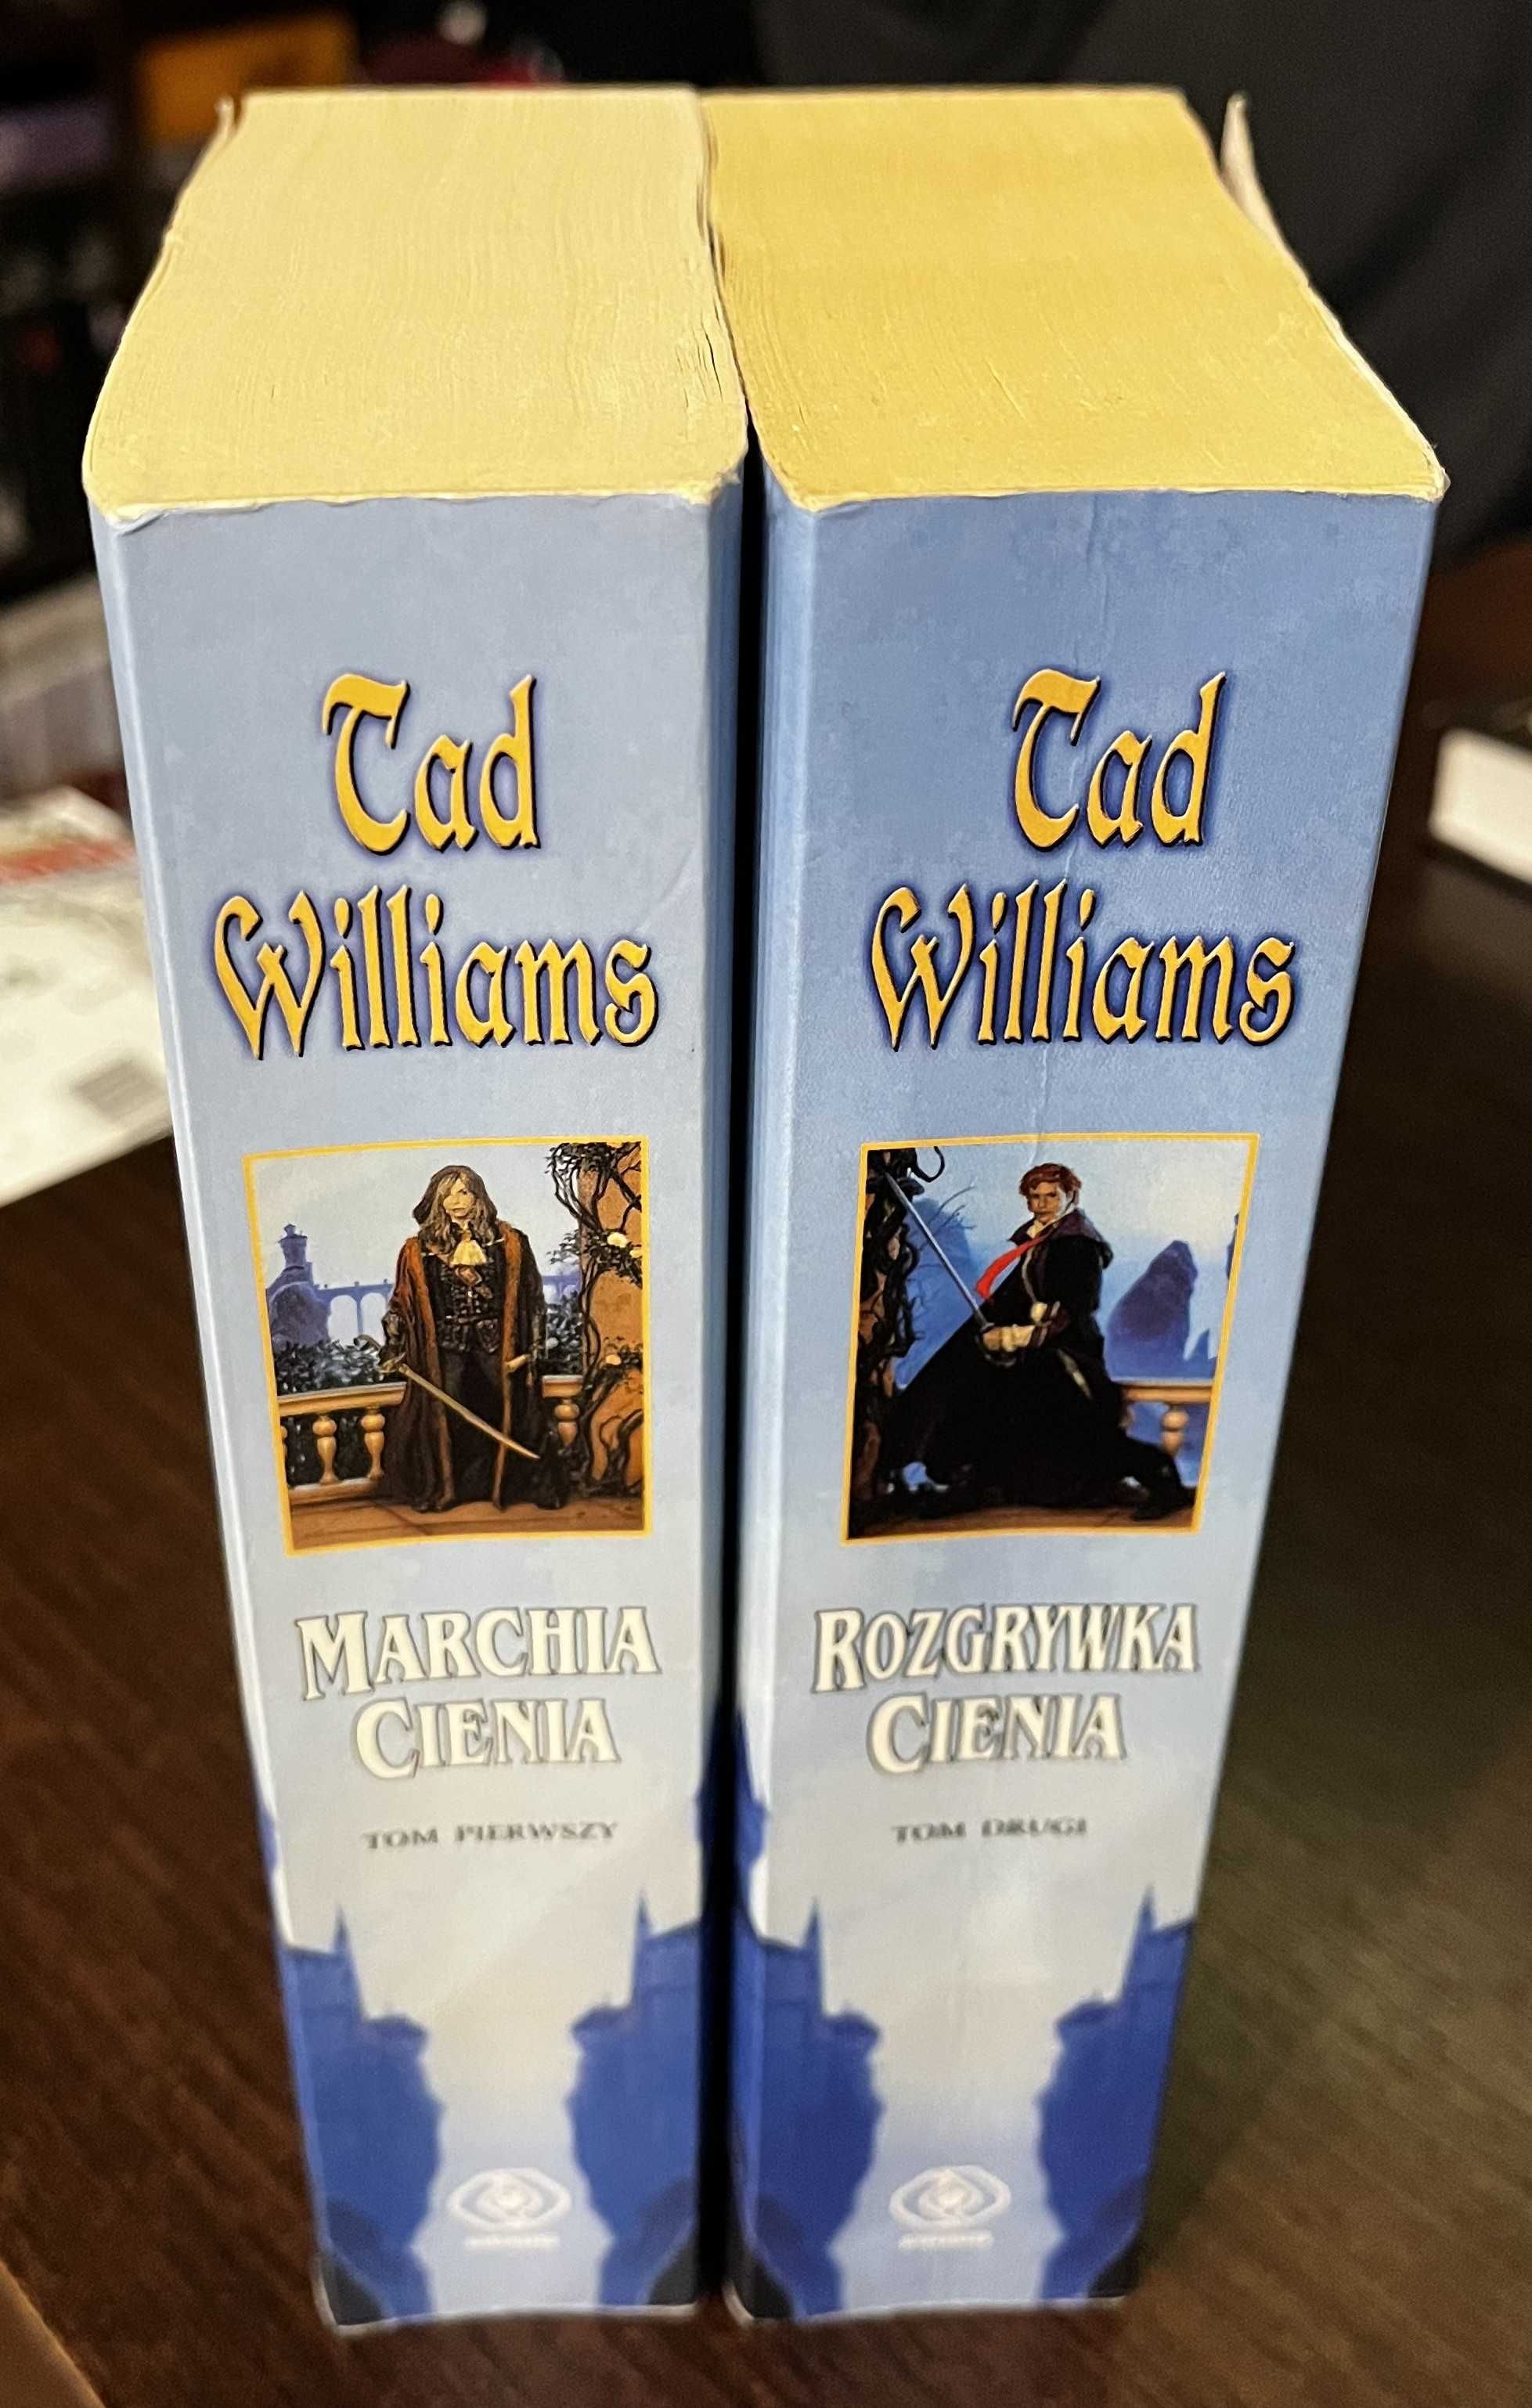 Tad
Williams
MARCHIA
CIENIA
TOM PIERWSZY
Tad
Williams
ROZGRYWKA
CIENIA
TOM DRUGI